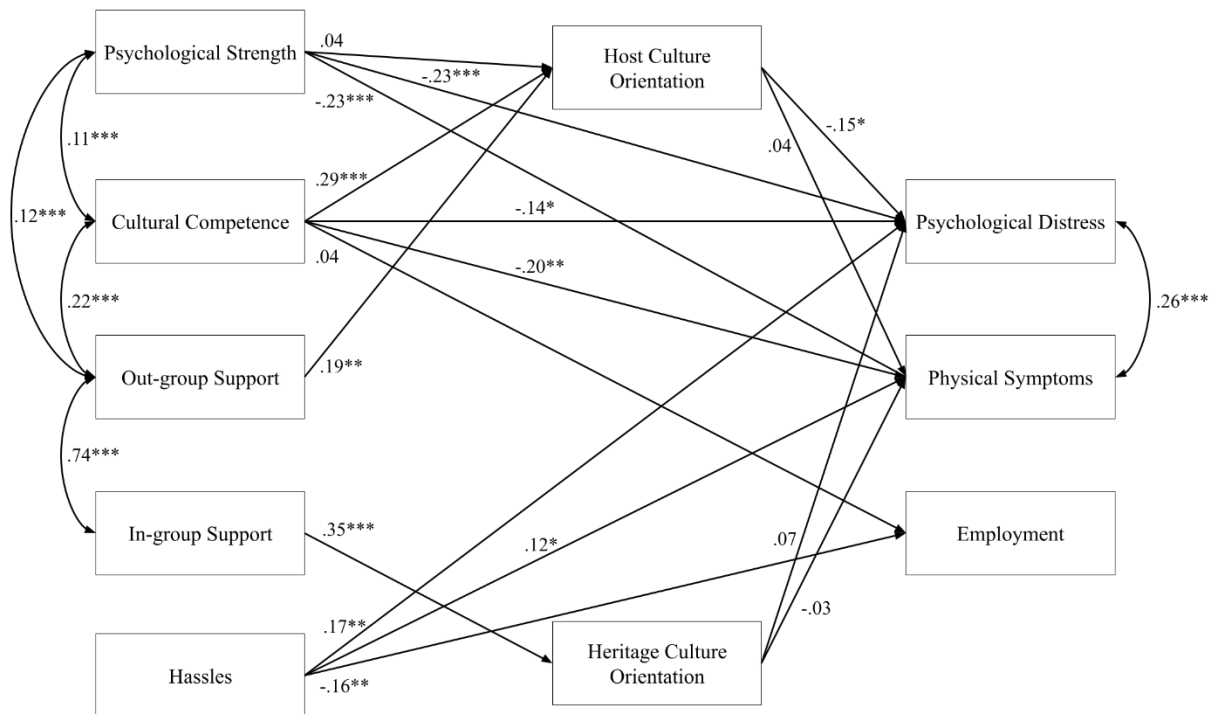 Psychological Strength
.04
Host Culture
Orientation
-.23***
-.23***
-.15*
.11***
.04
.29***
.12***
Cultural Competence
-.14*
Psychological Distress
.04
-.20**
.22***
.26***
.19**
Out-group Support
Physical Symptoms
.74***
In-group Support
.35***
.12*
.07
Employment
-.03
.17**
Hassles
-.16**
Heritage Culture
Orientation